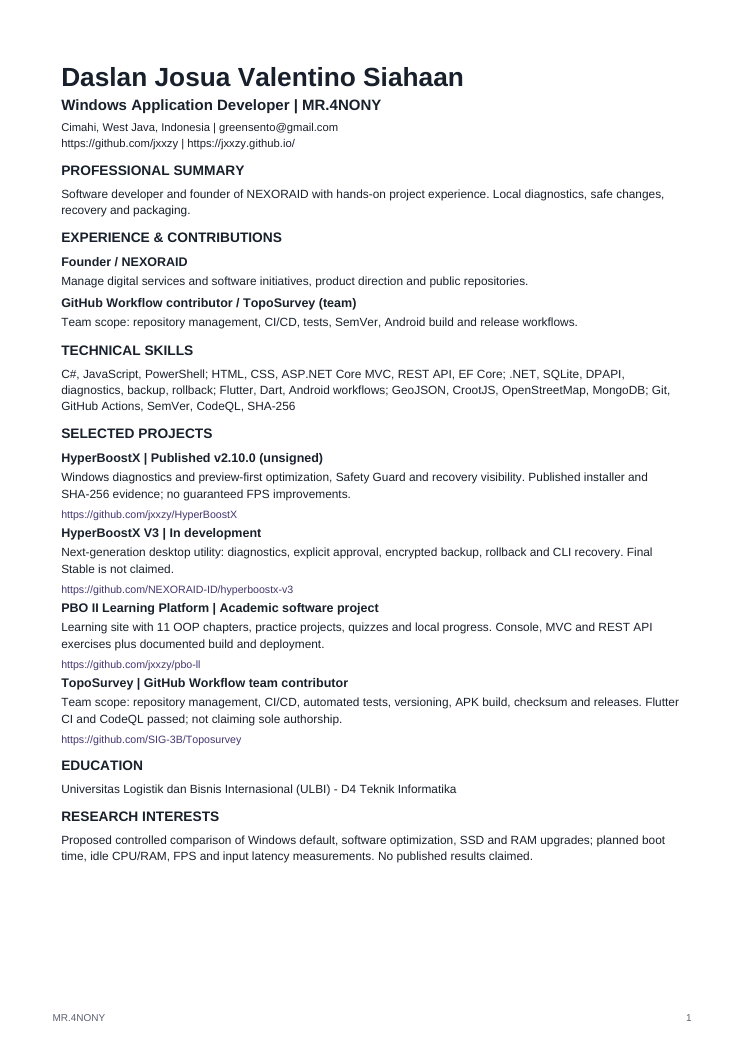 Daslan Josua Valentino Siahaan
Windows Application Developer | MR.4NONY
Cimahi, West Java, Indonesia | greensento@gmail.com
https://github.com/jxxzy | https://jxxzy.github.io/
PROFESSIONAL SUMMARY
Software developer and founder of NEXORAID with hands-on project experience. Local diagnostics, safe changes,
recovery and packaging.
EXPERIENCE & CONTRIBUTIONS
Founder / NEXORAID
Manage digital services and software initiatives, product direction and public repositories.
GitHub Workflow contributor / TopoSurvey (team)
Team scope: repository management, CI/CD, tests, SemVer, Android build and release workflows.
TECHNICAL SKILLS
C#, JavaScript, PowerShell; HTML, CSS, ASP.NET Core MVC, REST API, EF Core; .NET, SQLite, DPAPI,
diagnostics, backup, rollback; Flutter, Dart, Android workflows; GeoJSON, CrootJS, OpenStreetMap, MongoDB; Git,
GitHub Actions, SemVer, CodeQL, SHA-256
SELECTED PROJECTS
HyperBoostX | Published v2.10.0 (unsigned)
Windows diagnostics and preview-first optimization, Safety Guard and recovery visibility. Published installer and
SHA-256 evidence; no guaranteed FPS improvements.
https://github.com/jxxzy/HyperBoostX
HyperBoostX V3 | In development
Next-generation desktop utility: diagnostics, explicit approval, encrypted backup, rollback and CLI recovery. Final
Stable is not claimed.
https://github.com/NEXORAID-ID/hyperboostx-v3
PBO II Learning Platform | Academic software project
Learning site with 11 OOP chapters, practice projects, quizzes and local progress. Console, MVC and REST API
exercises plus documented build and deployment.
https://github.com/jxxzy/pbo-ll
TopoSurvey | GitHub Workflow team contributor
Team scope: repository management, CI/CD, automated tests, versioning, APK build, checksum and releases. Flutter
CI and CodeQL passed; not claiming sole authorship.
https://github.com/SIG-3B/Toposurvey
EDUCATION
Universitas Logistik dan Bisnis Internasional (ULBI) - D4 Teknik Informatika
RESEARCH INTERESTS
Proposed controlled comparison of Windows default, software optimization, SSD and RAM upgrades; planned boot
time, idle CPU/RAM, FPS and input latency measurements. No published results claimed.
MR.4NONY
1